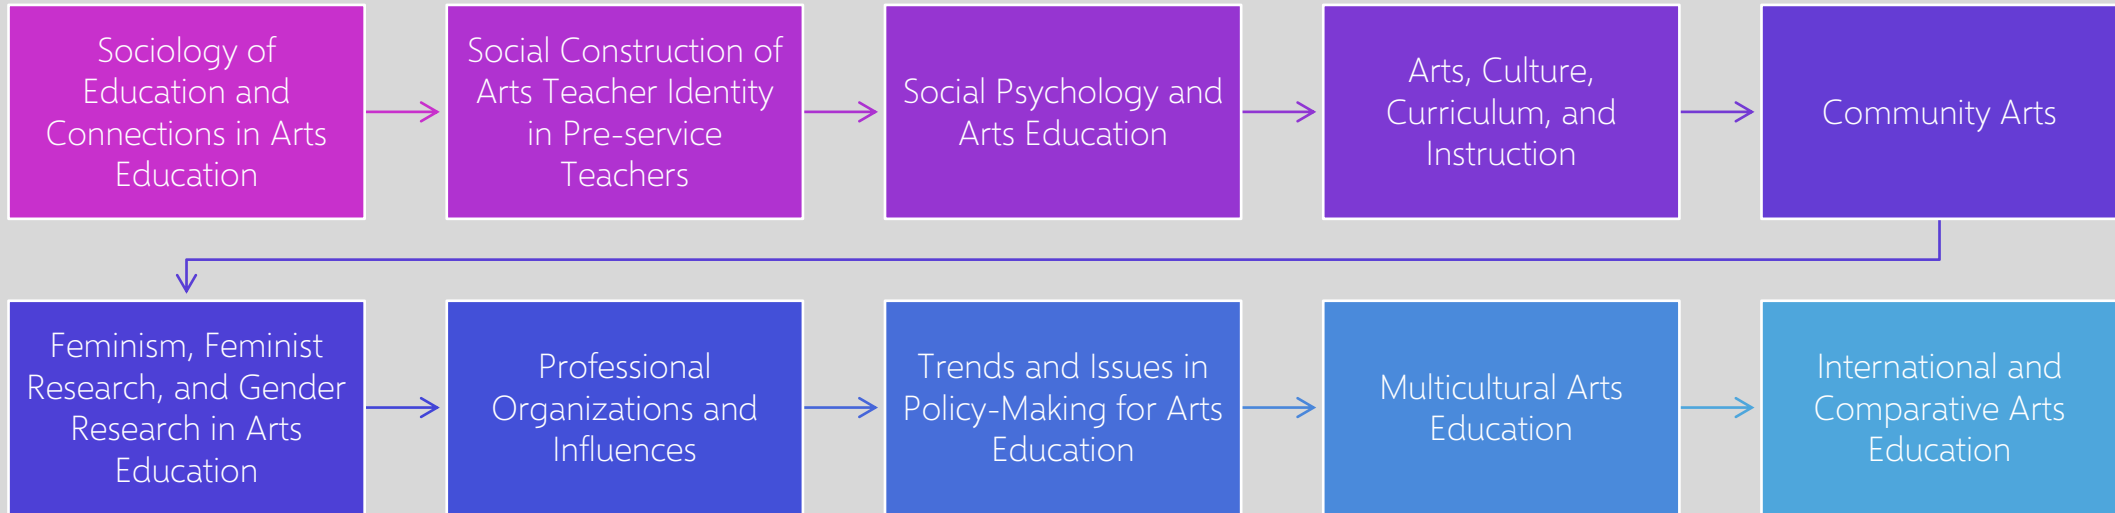 Sociology of
Education and
Connections in Arts
Education
Social Construction of
Arts Teacher Identity
in Pre-service
Teachers
Social Psychology and
Arts Education
Arts, Culture,
Curriculum, and
Instruction
Community Arts
Feminism, Feminist
Research, and Gender
Research in Arts
Education
Professional
Organizations and
Influences
Trends and Issues in
Policy-Making for Arts
Education
Multicultural Arts
Education
International and
Comparative Arts
Education